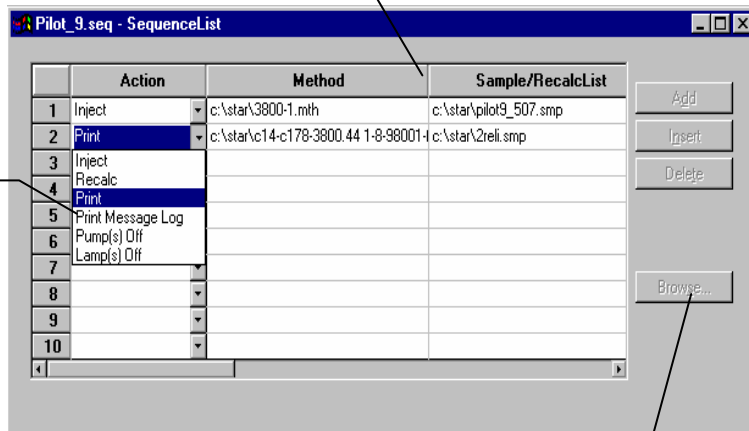 Pilot_9.seq - SequenceList
Action Method Sample/RecalcList
1 Inject c:\star\3800-1.mth c:\star\pilot9_507.smp
2 Print c:\star\c14-c178-3800.44 1-8-98001- c:\star\2reli.smp
3 Inject
Recalc
4 Print
5 Print Message Log
6 Pump(s) Off
Lamp(s) Off
7
8
9
10
Add
Insert
Delete
Browse...